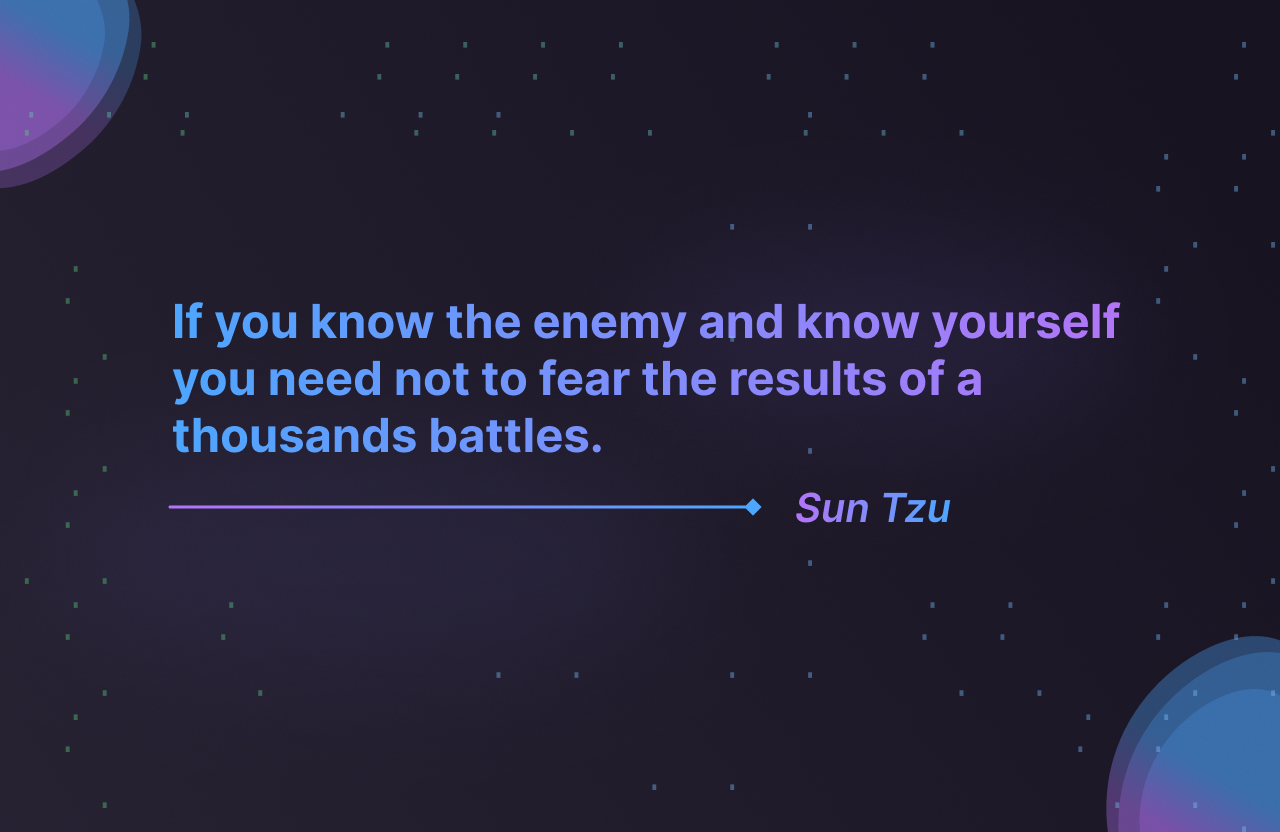 If you know the enemy and know yourself
you need not to fear the results of a
thousands battles.
Sun Tzu